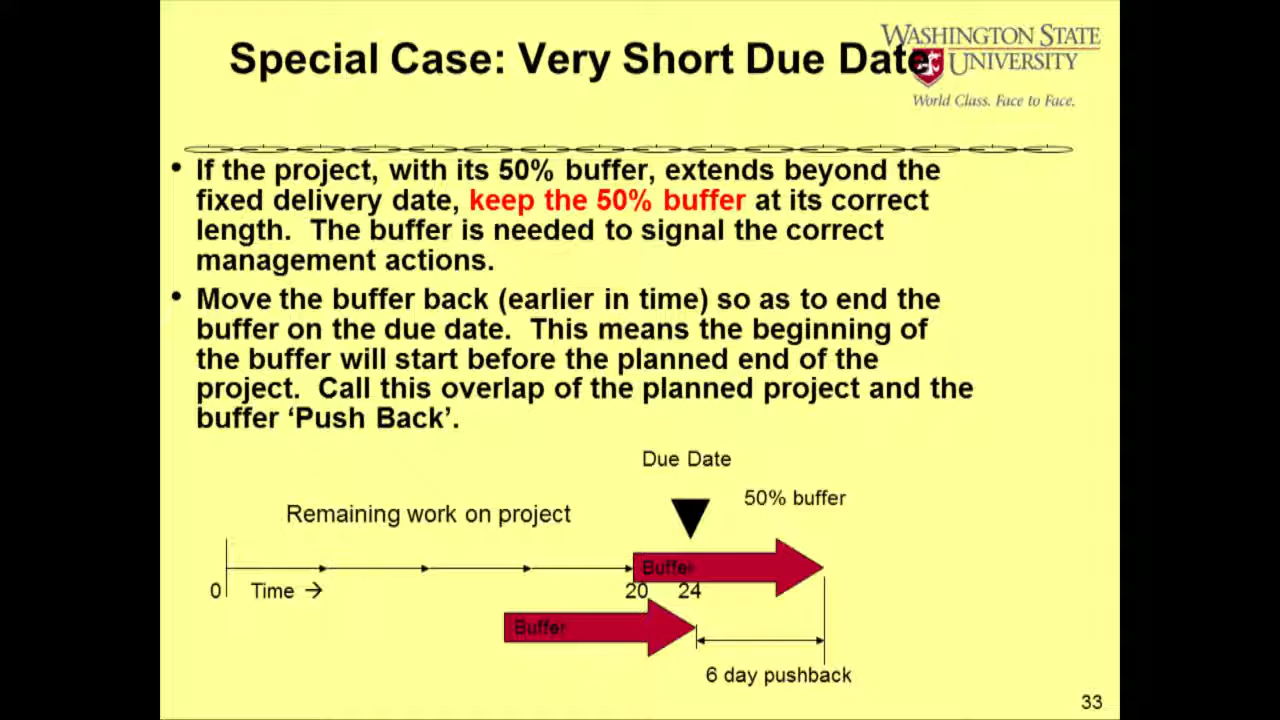 Special Case: Very Short Due Date
WASHINGTON STATE
UNIVERSITY
World Class. Face to Face.
• If the project, with its 50% buffer, extends beyond the
fixed delivery date, keep the 50% buffer at its correct
length. The buffer is needed to signal the correct
management actions.
• Move the buffer back (earlier in time) so as to end the
buffer on the due date. This means the beginning of
the buffer will start before the planned end of the
project. Call this overlap of the planned project and the
buffer ‘Push Back’.
Due Date
50% buffer
Remaining work on project
Buffer
0 Time → 20 24
Buffer
6 day pushback
33